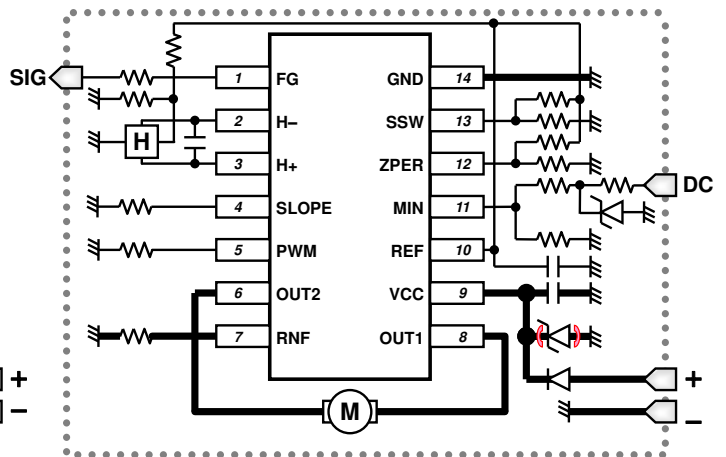 SIG
1 FG
GND 14
2 H–
SSW 13
H
3 H+
ZPER 12
DC
4 SLOPE
MIN 11
5 PWM
REF 10
6 OUT2
VCC 9
7 RNF
OUT1 8
+
+
M
–
–